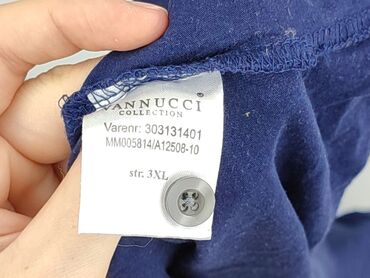 VANNUCCI
®
COLLECTION
Varenr: 303131401
MM005814/A12508-10
str. 3XL